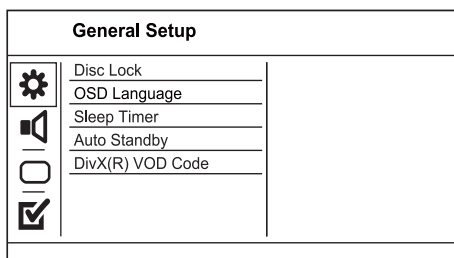 General Setup
Disc Lock
OSD Language
Sleep Timer
Auto Standby
DivX(R) VOD Code